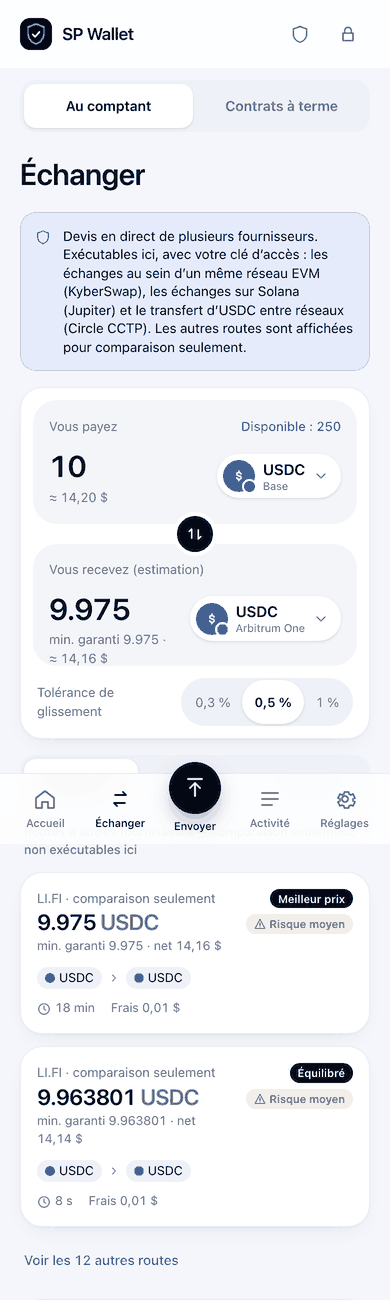 SP Wallet
Au comptant
Contrats à terme
Échanger
Devis en direct de plusieurs fournisseurs.
Exécutables ici, avec votre clé d'accès : les
échanges au sein d'un même réseau EVM
(KyberSwap), les échanges sur Solana
(Jupiter) et le transfert d'USDC entre réseaux
(Circle CCTP). Les autres routes sont affichées
pour comparaison seulement.
Vous payez
Disponible : 250
10
≈ 14,20 $
USDC
Base
Vous recevez (estimation)
9.975
min. garanti 9.975 ·
≈ 14,16 $
USDC
Arbitrum One
Tolérance de
glissement
0,3 %
0,5 %
1 %
Accueil
Échanger
Envoyer
Activité
Réglages
non exécutables ici
LI.FI · comparaison seulement
Meilleur prix
9.975 USDC
Risque moyen
min. garanti 9.975 · net 14,16 $
USDC > USDC
18 min Frais 0,01 $
LI.FI · comparaison seulement
Équilibré
9.963801 USDC
Risque moyen
min. garanti 9.963801 · net
14,14 $
USDC > USDC
8 s Frais 0,01 $
Voir les 12 autres routes